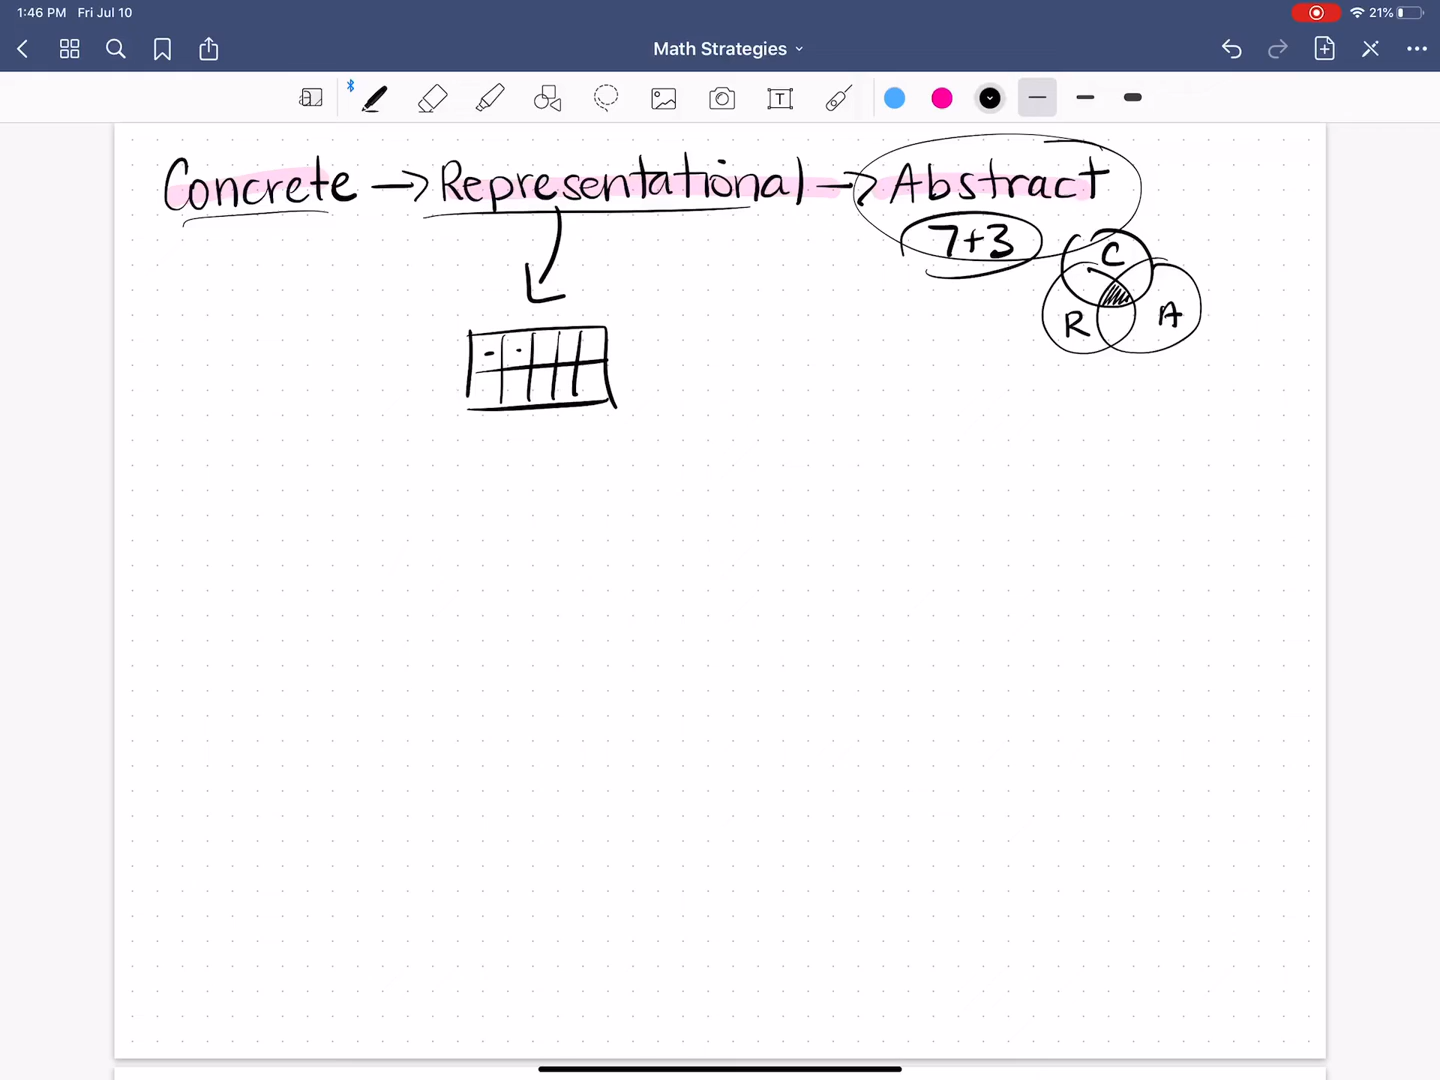 1:46 PM Fri Jul 10
21%
Math Strategies
T
Concrete → Representational → Abstract
7+3
C
R A